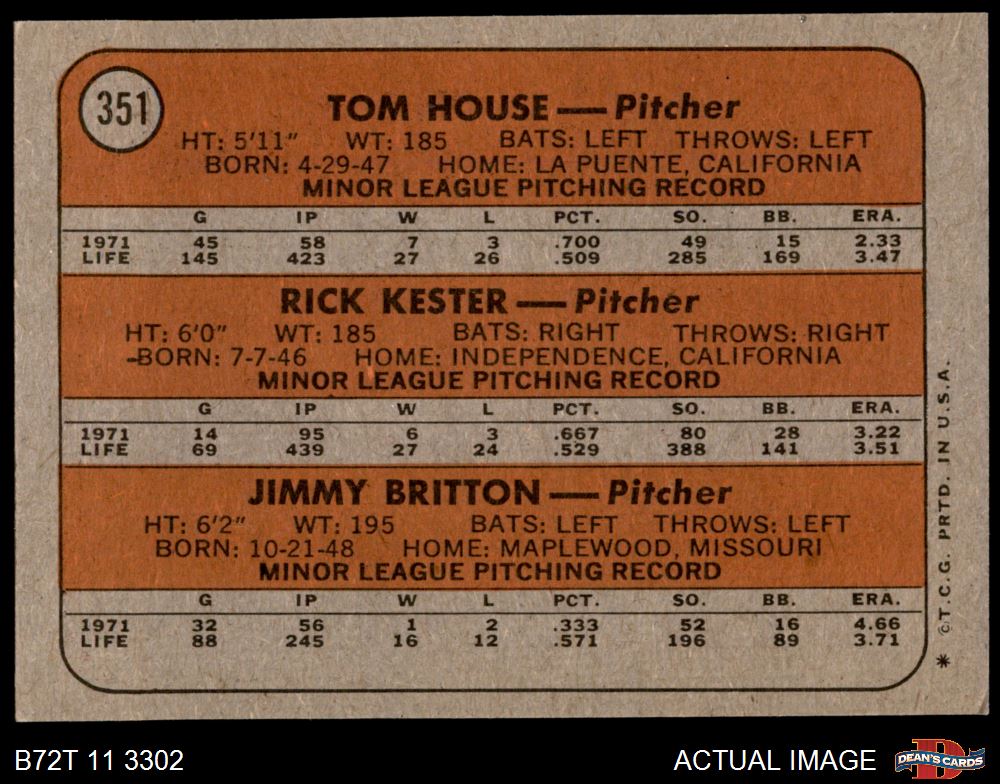 351
TOM HOUSE — Pitcher
HT: 5'11" WT: 185 BATS: LEFT THROWS: LEFT
BORN: 4-29-47 HOME: LA PUENTE, CALIFORNIA
MINOR LEAGUE PITCHING RECORD
G IP W L PCT. SO. BB. ERA.
1971 45 58 7 3 .700 49 15 2.33
LIFE 145 423 27 26 .509 285 169 3.47
RICK KESTER — Pitcher
HT: 6'0" WT: 185 BATS: RIGHT THROWS: RIGHT
BORN: 7-7-46 HOME: INDEPENDENCE, CALIFORNIA
MINOR LEAGUE PITCHING RECORD
G IP W L PCT. SO. BB. ERA.
1971 14 95 6 3 .667 80 28 3.22
LIFE 69 439 27 24 .529 388 141 3.51
JIMMY BRITTON — Pitcher
HT: 6'2" WT: 195 BATS: LEFT THROWS: LEFT
BORN: 10-21-48 HOME: MAPLEWOOD, MISSOURI
MINOR LEAGUE PITCHING RECORD
G IP W L PCT. SO. BB. ERA.
1971 32 56 1 2 .333 52 16 4.66
LIFE 88 245 16 12 .571 196 89 3.71
* ©T.C.G. PRTD. IN U.S.A.
B72T 11 3302
ACTUAL IMAGE
D
DEAN'S CARDS